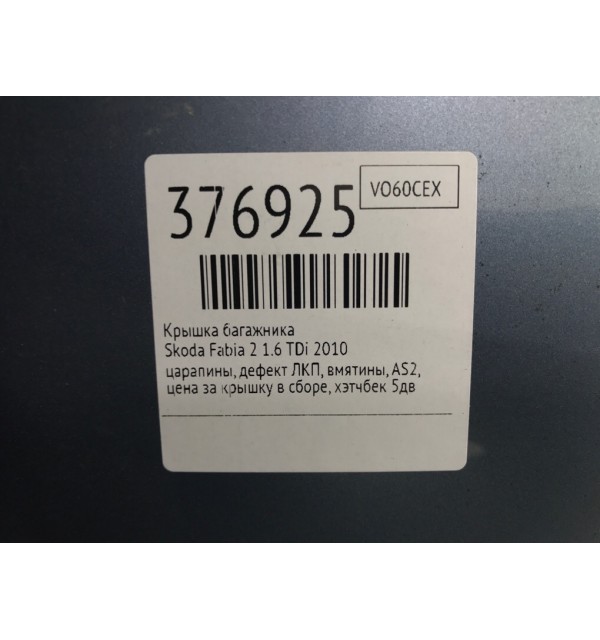 376925
VO60CEX
Крышка багажника
Skoda Fabia 2 1.6 TDi 2010
царапины, дефект ЛКП, вмятины, AS2,
цена за крышку в сборе, хэтчбек 5дв